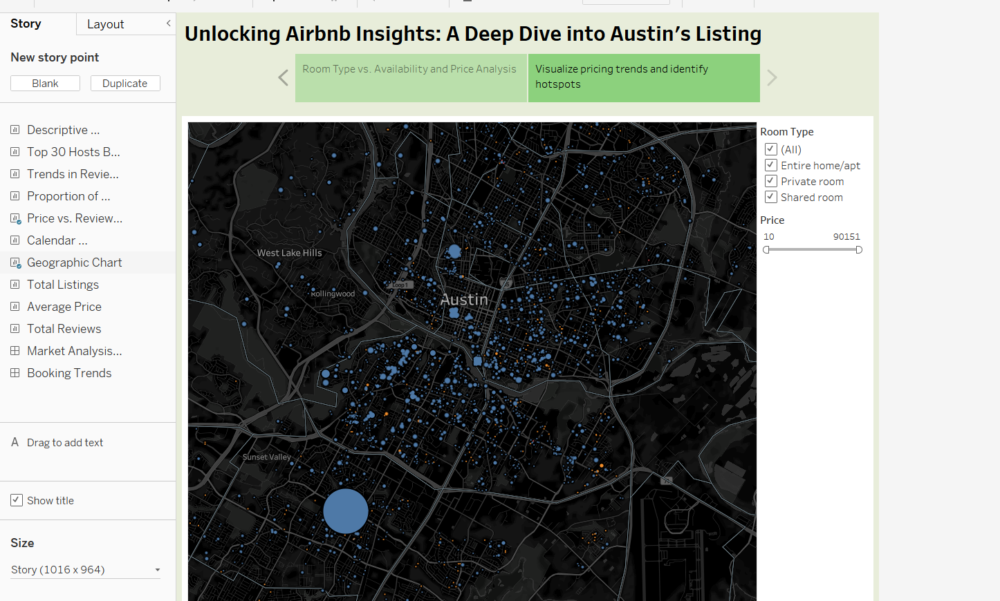 Story
Layout
New story point
Blank
Duplicate
Descriptive ...
Top 30 Hosts B...
Trends in Revie...
Proportion of ...
Price vs. Review...
Calendar ...
Geographic Chart
Total Listings
Average Price
Total Reviews
Market Analysis...
Booking Trends
A Drag to add text
Show title
Size
Story (1016 x 964)
Unlocking Airbnb Insights: A Deep Dive into Austin's Listing
Room Type vs. Availability and Price Analysis
Visualize pricing trends and identify
hotspots
West Lake Hills
Loop 1
Rollingwood
Austin
Sunset Valley
Room Type
(All)
Entire home/apt
Private room
Shared room
Price
10
90151